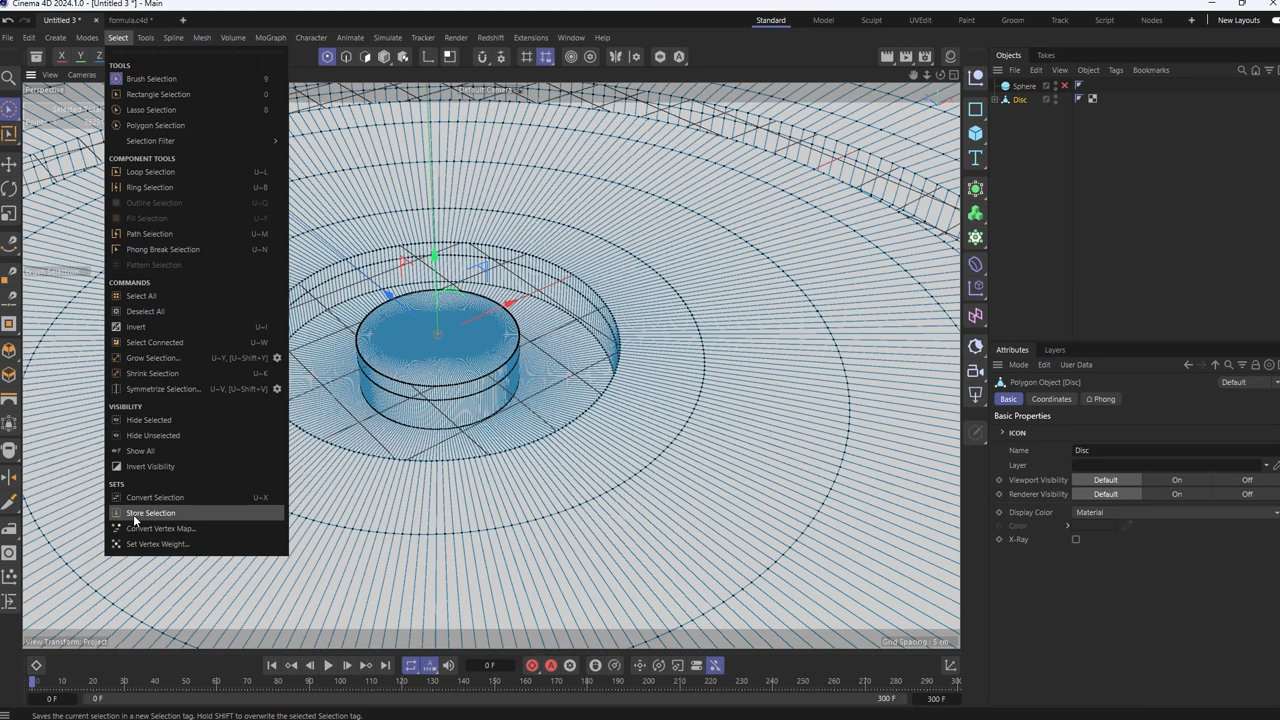 Cinema 4D 2024.1.0 - [Untitled 3 *] - Main
Untitled 3 *
formula.c4d *
Standard Model Sculpt UVEdit Paint Groom Track Script Nodes New Layouts
File Edit Create Modes Select Tools Spline Mesh Volume MoGraph Character Animate Simulate Tracker Render Redshift Extensions Window Help
X Y Z
Objects Takes
View Cameras
File Edit View Object Tags Bookmarks
Perspective
Default Camera
TOOLS
Brush Selection 9
Rectangle Selection 0
Lasso Selection 8
Polygon Selection
Selection Filter
COMPONENT TOOLS
Loop Selection U~L
Ring Selection U~B
Outline Selection U~Q
Fill Selection U~F
Path Selection U~M
Phong Break Selection U~N
Pattern Selection
COMMANDS
Select All
Deselect All
Invert U~I
Select Connected U~W
Grow Selection... U~Y, [U~Shift+Y]
Shrink Selection U~K
Symmetrize Selection... U~V, [U~Shift+V]
VISIBILITY
Hide Selected
Hide Unselected
Show All
Invert Visibility
SETS
Convert Selection U~X
Store Selection
Convert Vertex Map...
Set Vertex Weight...
Sphere
Disc
Attributes Layers
Mode Edit User Data
Polygon Object [Disc]
Default
Basic Coordinates Phong
Basic Properties
ICON
Name Disc
Layer
Viewport Visibility Default On Off
Renderer Visibility Default On Off
Display Color Material
Color
X-Ray
View Transform: Project
Grid Spacing : 5 cm
0 F
0 10 20 30 40 50 60 70 80 90 100 110 120 130 140 150 160 170 180 190 200 210 220 230 240 250 260 270 280 290 30
0 F
0 F
300 F
300 F
Saves the current selection in a new Selection tag. Hold SHIFT to overwrite the selected Selection tag.